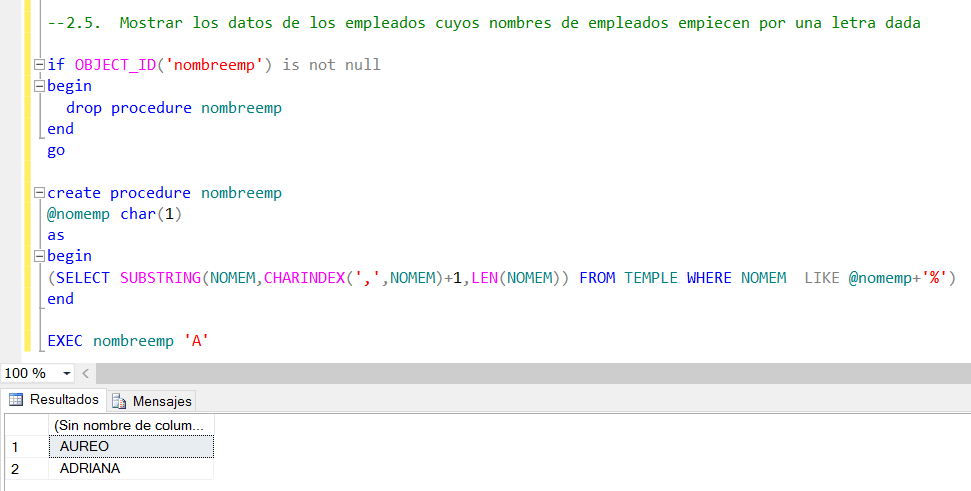 --2.5.  Mostrar los datos de los empleados cuyos nombres de empleados empiecen por una letra dada
if OBJECT_ID('nombreemp') is not null
begin
drop procedure nombreemp
end
go
create procedure nombreemp
@nomemp char(1)
as
begin
(SELECT SUBSTRING(NOMEM,CHARINDEX(',',NOMEM)+1,LEN(NOMEM)) FROM TEMPLE WHERE NOMEM  LIKE @nomemp+'%')
end
EXEC nombreemp 'A'
100 %
Resultados Mensajes
(Sin nombre de colum...
1 AUREO
2 ADRIANA